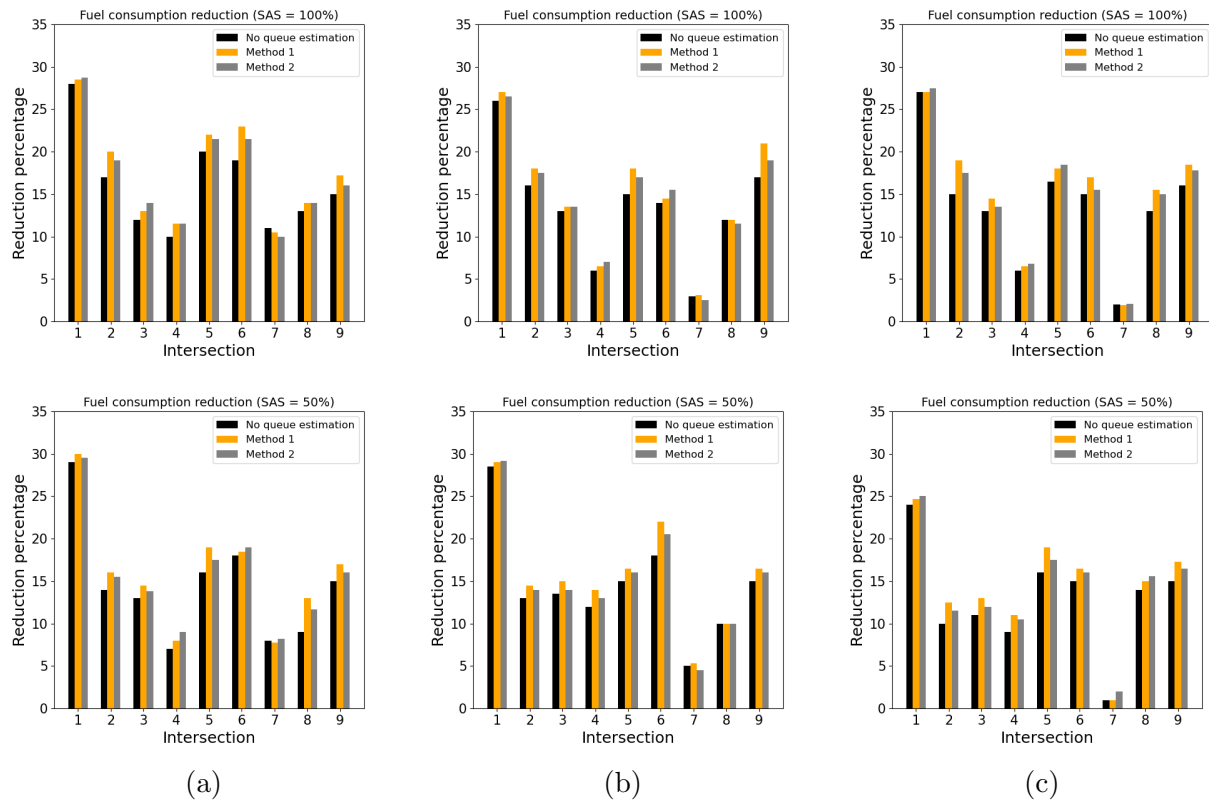 Fuel consumption reduction (SAS = 100%)
Reduction percentage
35
30
25
20
15
10
5
0
No queue estimation
Method 1
Method 2
1 2 3 4 5 6 7 8 9
Intersection
Fuel consumption reduction (SAS = 100%)
Reduction percentage
35
30
25
20
15
10
5
0
No queue estimation
Method 1
Method 2
1 2 3 4 5 6 7 8 9
Intersection
Fuel consumption reduction (SAS = 100%)
Reduction percentage
35
30
25
20
15
10
5
0
No queue estimation
Method 1
Method 2
1 2 3 4 5 6 7 8 9
Intersection
Fuel consumption reduction (SAS = 50%)
Reduction percentage
35
30
25
20
15
10
5
0
No queue estimation
Method 1
Method 2
1 2 3 4 5 6 7 8 9
Intersection
(a)
Fuel consumption reduction (SAS = 50%)
Reduction percentage
35
30
25
20
15
10
5
0
No queue estimation
Method 1
Method 2
1 2 3 4 5 6 7 8 9
Intersection
(b)
Fuel consumption reduction (SAS = 50%)
Reduction percentage
35
30
25
20
15
10
5
0
No queue estimation
Method 1
Method 2
1 2 3 4 5 6 7 8 9
Intersection
(c)